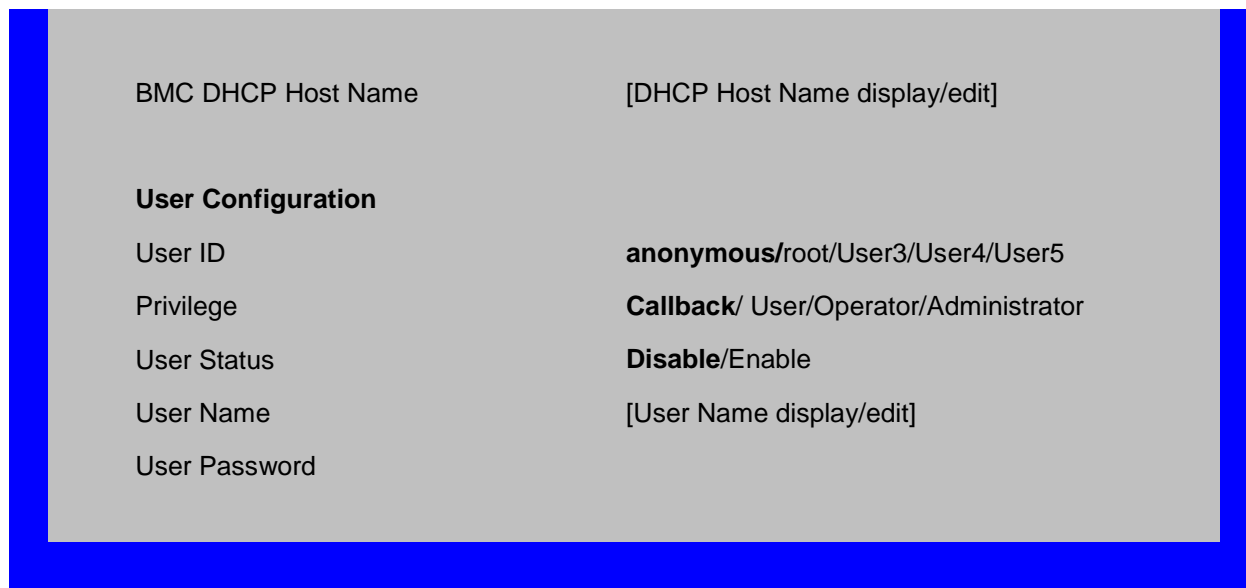 BMC DHCP Host Name [DHCP Host Name display/edit]
User Configuration
User ID anonymous/root/User3/User4/User5
Privilege Callback/ User/Operator/Administrator
User Status Disable/Enable
User Name [User Name display/edit]
User Password